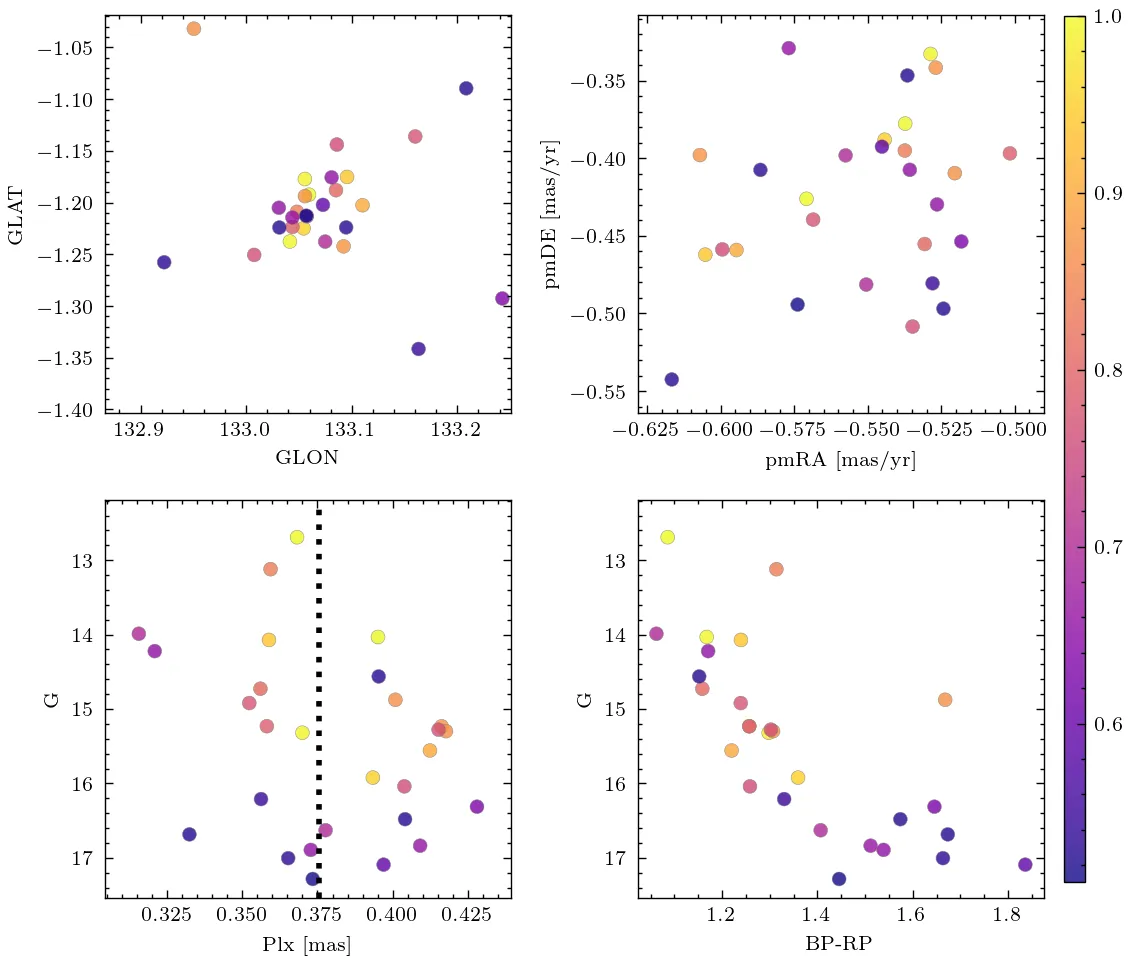 −1.05
−1.10
−1.15
−1.20
−1.25
−1.30
−1.35
−1.40
GLAT
132.9 133.0 133.1 133.2
GLON
−0.35
−0.40
−0.45
−0.50
−0.55
pmDE [mas/yr]
−0.625 −0.600 −0.575 −0.550 −0.525 −0.500
pmRA [mas/yr]
13
14
15
16
17
G
0.325 0.350 0.375 0.400 0.425
Plx [mas]
13
14
15
16
17
G
1.2 1.4 1.6 1.8
BP-RP
1.0
0.9
0.8
0.7
0.6